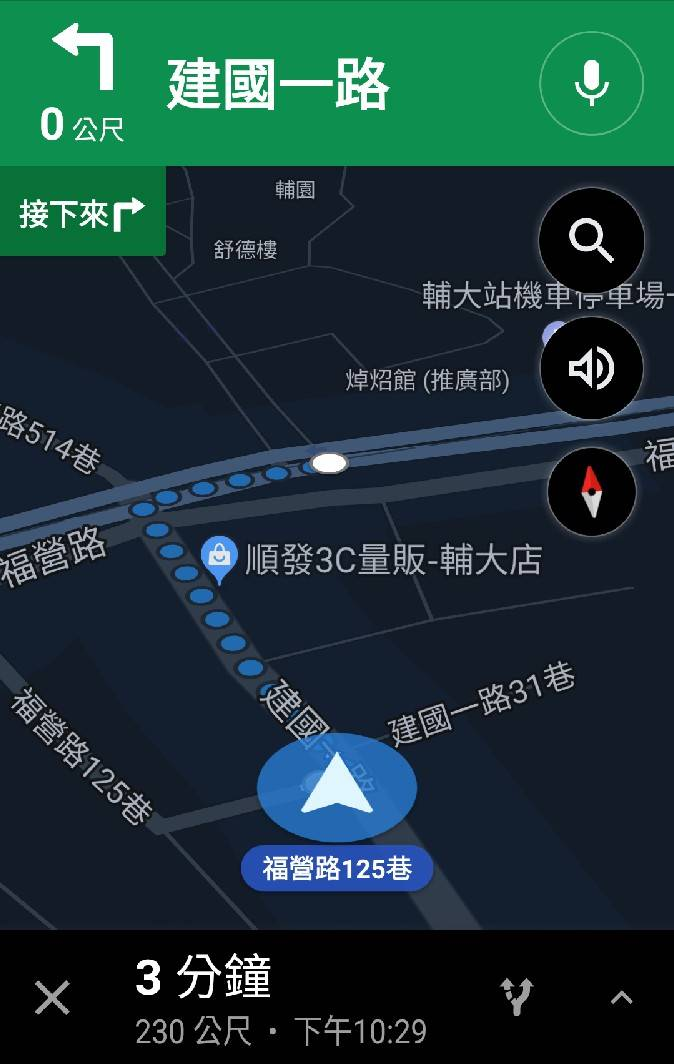 建國一路
0 公尺
接下來
輔園
舒德樓
輔大站機車停車場-
焯炤館 (推廣部)
路514巷
福
福營路
順發3C量販-輔大店
建國一路
建國一路31巷
福營路125巷
福營路125巷
3 分鐘
230 公尺 • 下午10:29